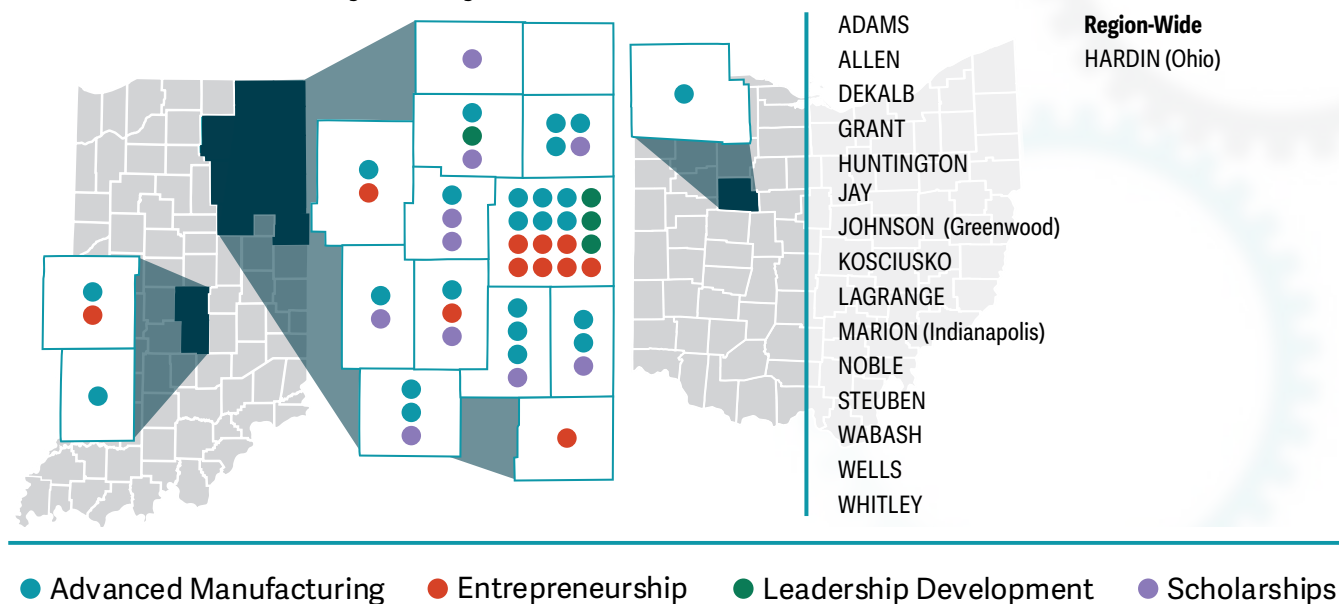 ADAMS
ALLEN
DEKALB
GRANT
HUNTINGTON
JAY
JOHNSON (Greenwood)
KOSCIUSKO
LAGRANGE
MARION (Indianapolis)
NOBLE
STEUBEN
WABASH
WELLS
WHITLEY
Region-Wide
HARDIN (Ohio)
Advanced Manufacturing
Entrepreneurship
Leadership Development
Scholarships